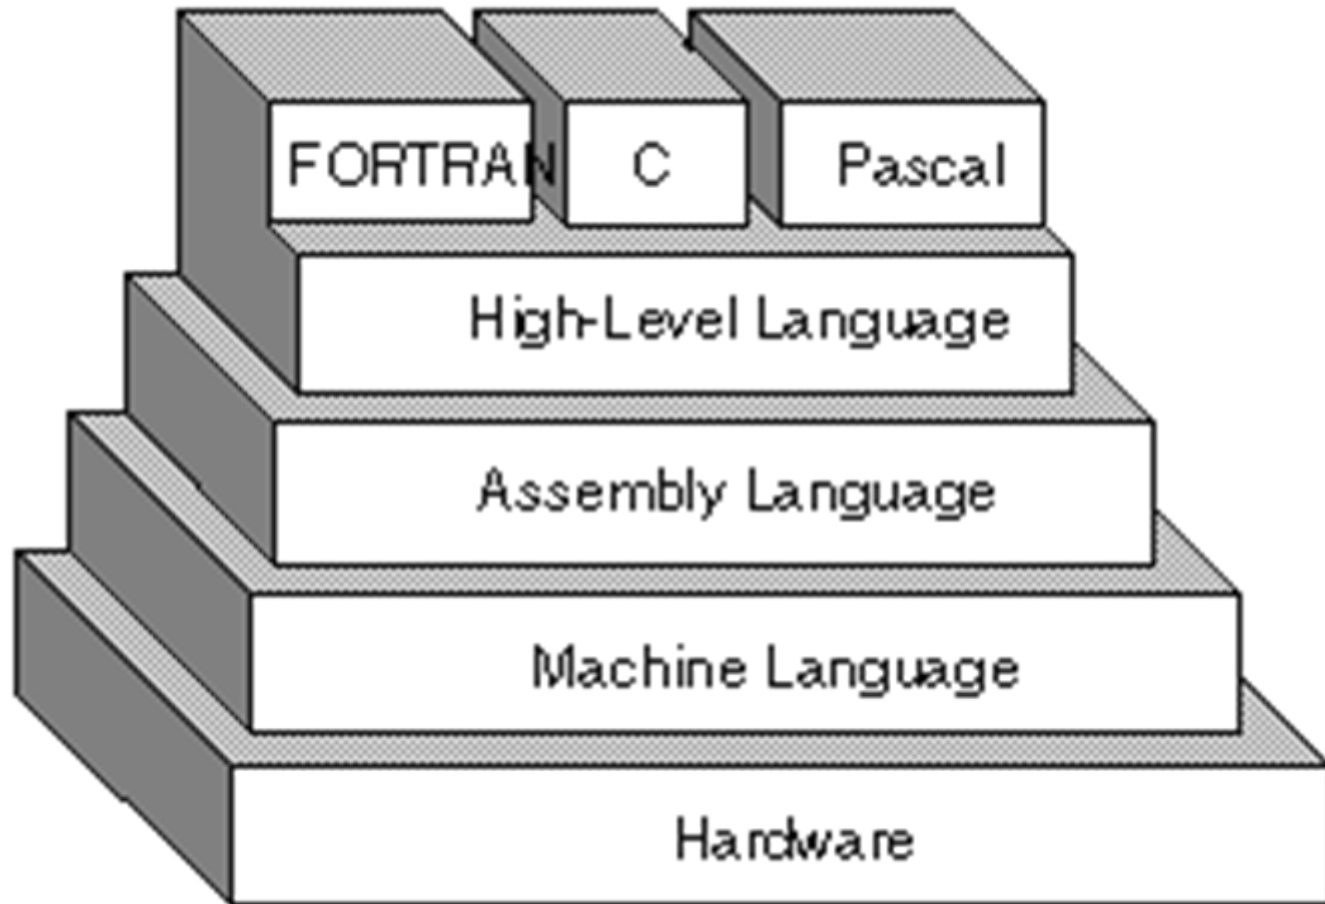 FORTRAN C Pascal
High-Level Language
Assembly Language
Machine Language
Hardware